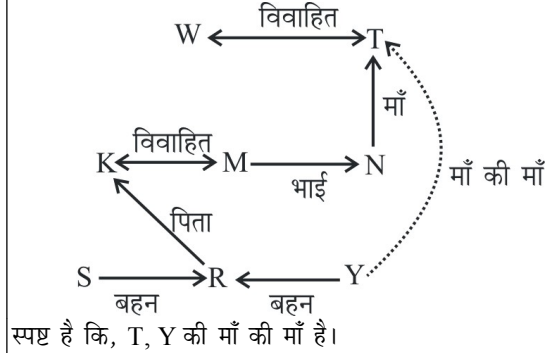 विवाहित
W T
माँ
विवाहित
K M N
भाई
माँ की माँ
पिता
S R Y
बहन बहन
स्पष्ट है कि, T, Y की माँ की माँ है।